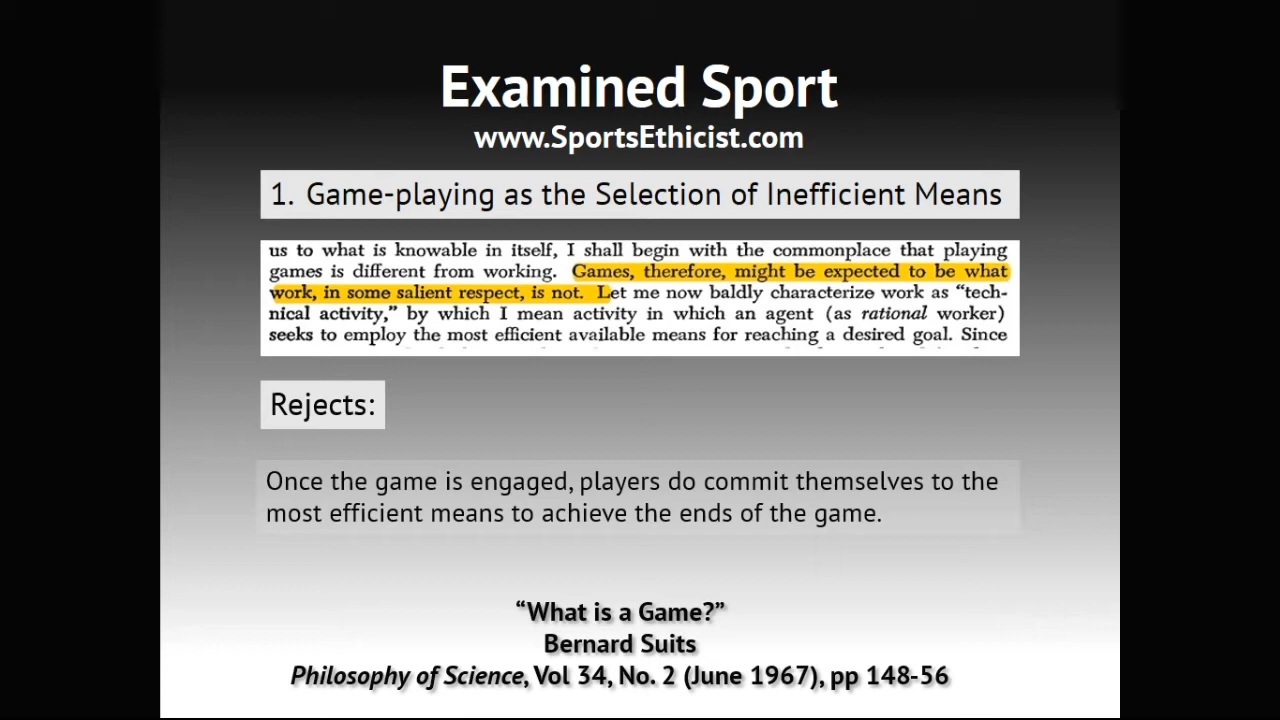 Examined Sport
www.SportsEthicist.com
1. Game-playing as the Selection of Inefficient Means
us to what is knowable in itself, I shall begin with the commonplace that playing
games is different from working. Games, therefore, might be expected to be what
work, in some salient respect, is not. Let me now baldly characterize work as “tech-
nical activity,” by which I mean activity in which an agent (as rational worker)
seeks to employ the most efficient available means for reaching a desired goal. Since
Rejects:
Once the game is engaged, players do commit themselves to the
most efficient means to achieve the ends of the game.
“What is a Game?”
Bernard Suits
Philosophy of Science, Vol 34, No. 2 (June 1967), pp 148-56